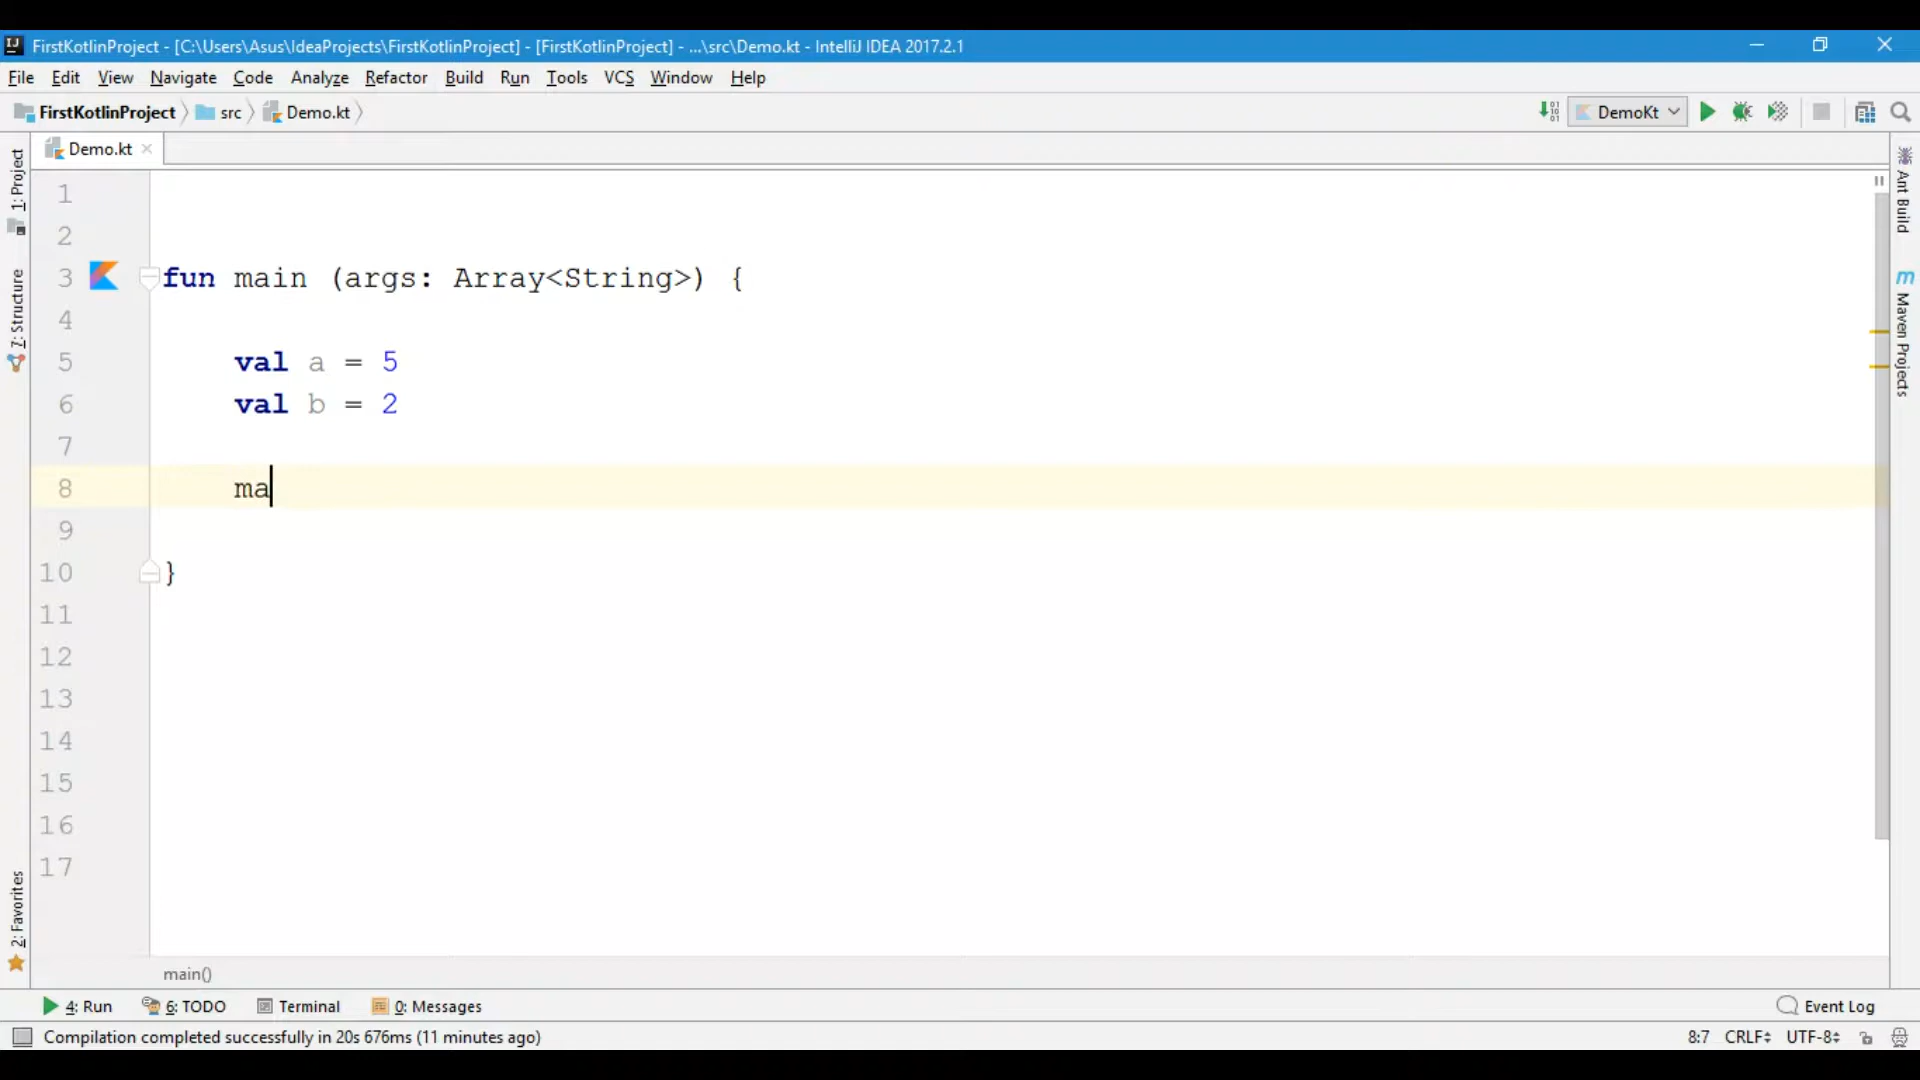 FirstKotlinProject - [C:\Users\Asus\IdeaProjects\FirstKotlinProject] - [FirstKotlinProject] - ...\src\Demo.kt - IntelliJ IDEA 2017.2.1
File Edit View Navigate Code Analyze Refactor Build Run Tools VCS Window Help
FirstKotlinProject src Demo.kt DemoKt
Demo.kt
1: Project
7: Structure
2: Favorites
Ant Build
Maven Projects
1
2
3 fun main (args: Array<String>) {
4
5 val a = 5
6 val b = 2
7
8 ma
9
10 }
11
12
13
14
15
16
17
main()
4: Run 6: TODO Terminal 0: Messages Event Log
Compilation completed successfully in 20s 676ms (11 minutes ago) 8:7 CRLF UTF-8